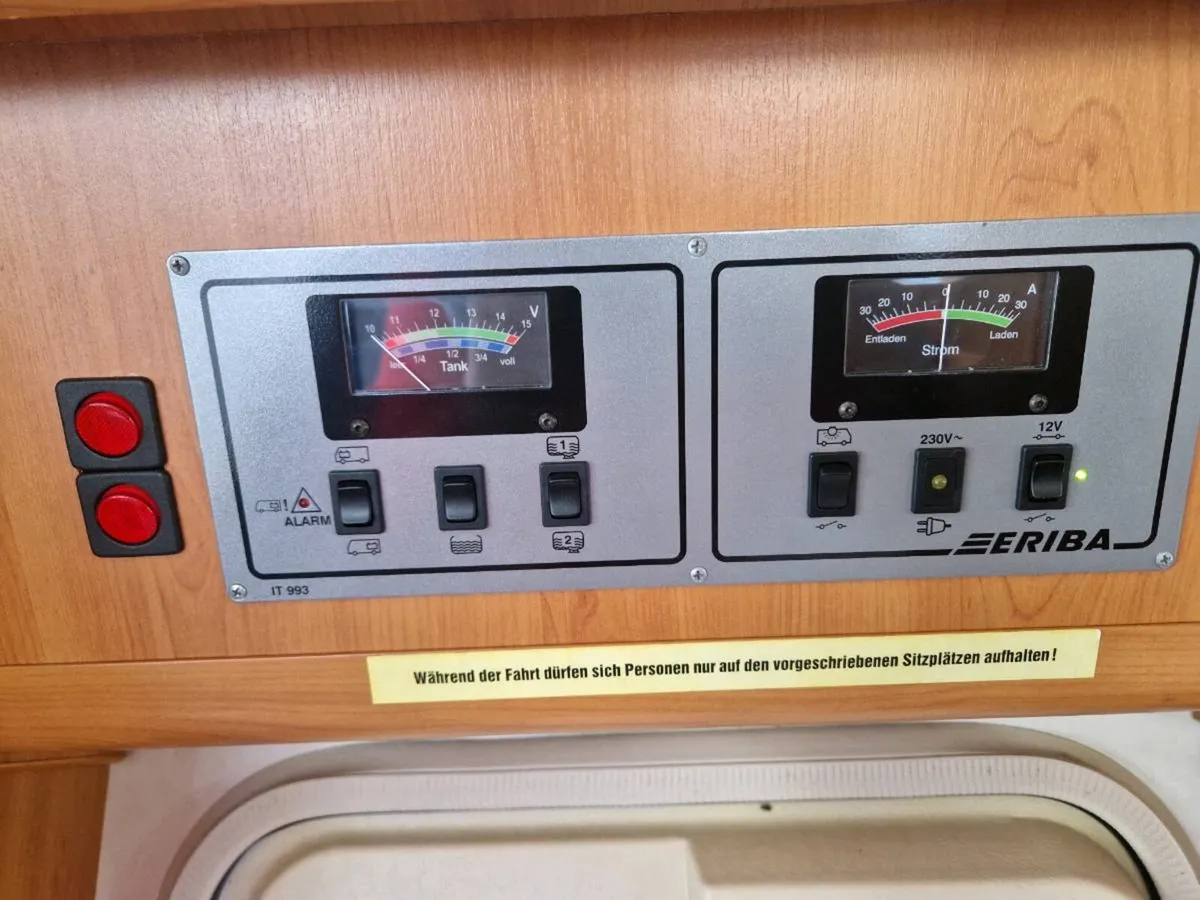 V
10 11 12 13 14 15
leer 1/4 1/2 3/4 voll
Tank
A
30 20 10 0 10 20 30
Entladen Laden
Strom
1
! ALARM
2
230V~
12V
ERIBA
IT 993
Während der Fahrt dürfen sich Personen nur auf den vorgeschriebenen Sitzplätzen aufhalten!